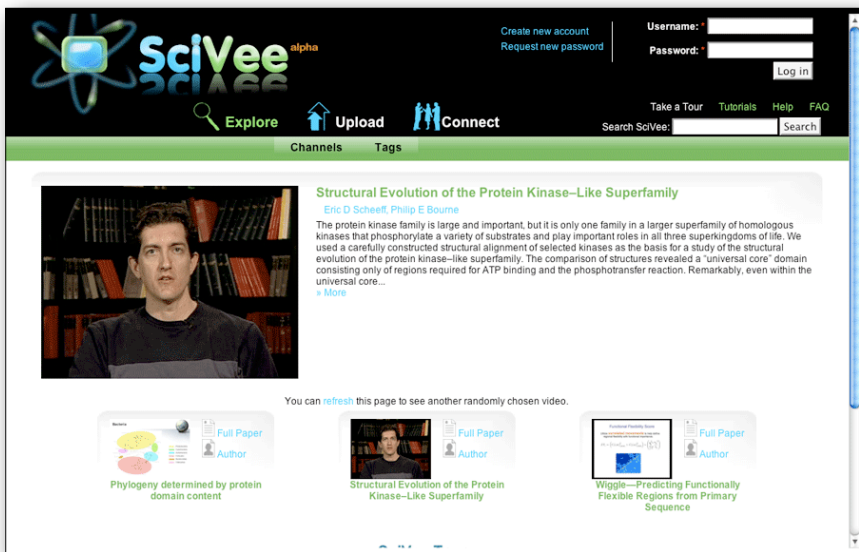 SciVee alpha
Create new account
Request new password
Username: *
Password: *
Log in
Explore
Upload
Connect
Take a Tour Tutorials Help FAQ
Search SciVee: Search
Channels Tags
Structural Evolution of the Protein Kinase–Like Superfamily
Eric D Scheeff, Philip E Bourne
The protein kinase family is large and important, but it is only one family in a larger superfamily of homologous
kinases that phosphorylate a variety of substrates and play important roles in all three superkingdoms of life. We
used a carefully constructed structural alignment of selected kinases as the basis for a study of the structural
evolution of the protein kinase–like superfamily. The comparison of structures revealed a "universal core" domain
consisting only of regions required for ATP binding and the phosphotransfer reaction. Remarkably, even within the
universal core...
» More
You can refresh this page to see another randomly chosen video.
Bacteria
Full Paper
Author
Phylogeny determined by protein
domain content
Full Paper
Author
Structural Evolution of the Protein
Kinase–Like Superfamily
Functional Flexibility Score
Full Paper
Author
Wiggle—Predicting Functionally
Flexible Regions from Primary
Sequence